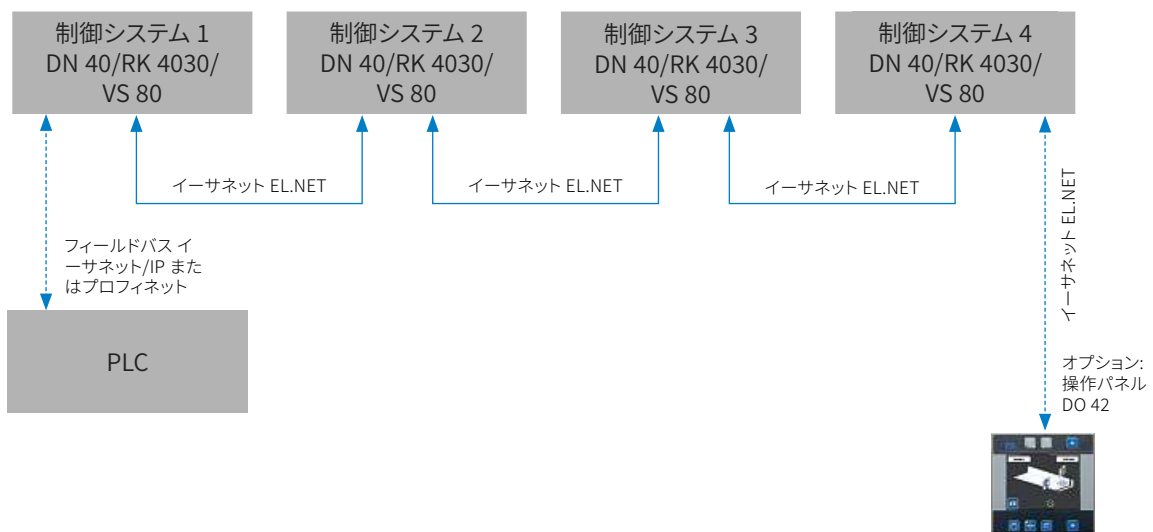 制御システム 1
DN 40/RK 4030/
VS 80
制御システム 2
DN 40/RK 4030/
VS 80
制御システム 3
DN 40/RK 4030/
VS 80
制御システム 4
DN 40/RK 4030/
VS 80
イーサネット EL.NET
イーサネット EL.NET
イーサネット EL.NET
イーサネット EL.NET
フィールドバス イ
ーサネット/IP また
はプロフィネット
PLC
オプション:
操作パネル
DO 42